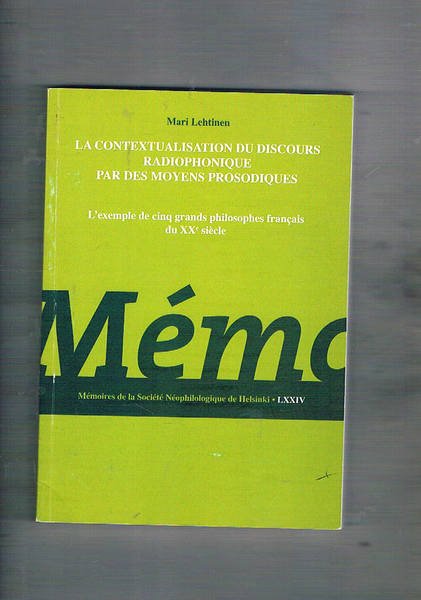 Mari Lehtinen
LA CONTEXTUALISATION DU DISCOURS
RADIOPHONIQUE
PAR DES MOYENS PROSODIQUES
L'exemple de cinq grands philosophes français
du XXe siècle
Mémo
Mémoires de la Société Néophilologique de Helsinki • LXXIV